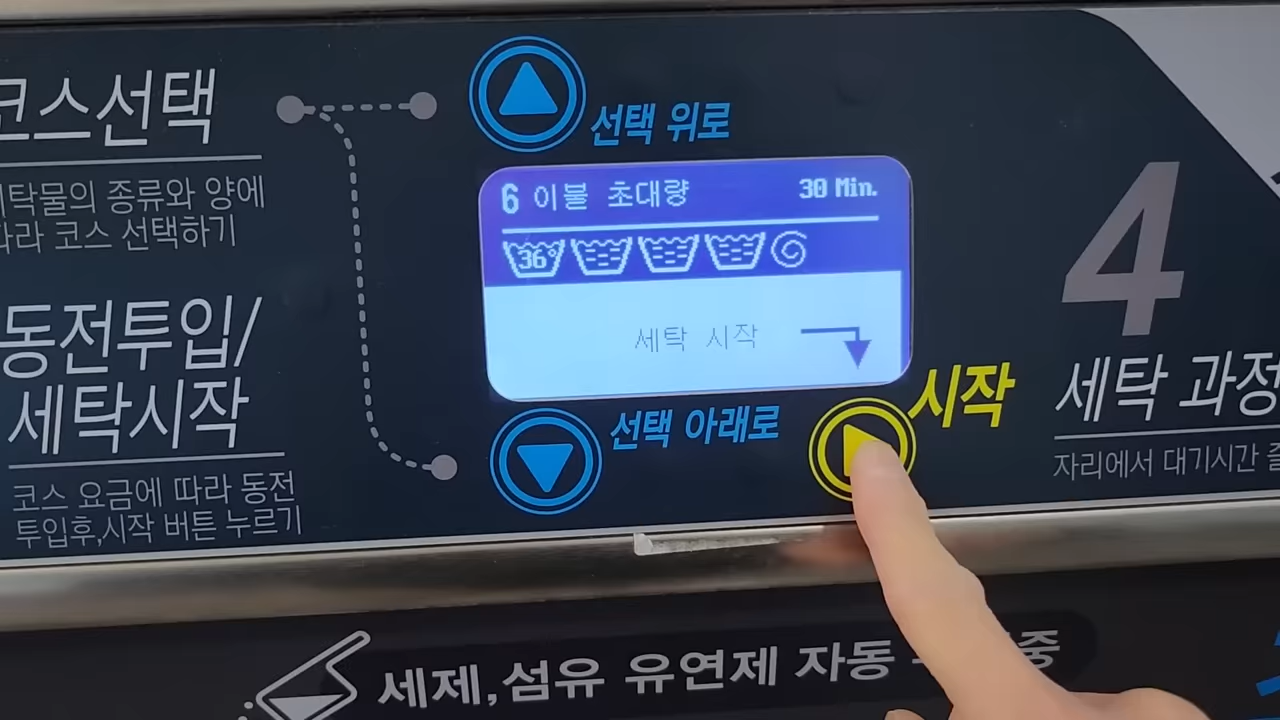 코스선택
세탁물의 종류와 양에
따라 코스 선택하기
동전투입/
세탁시작
코스 요금에 따라 동전
투입후,시작 버튼 누르기
선택 위로
6 이불 초대량 30 Min.
36°
세탁 시작
선택 아래로
시작
4
세탁 과정
자리에서 대기시간
세제,섬유 유연제 자동